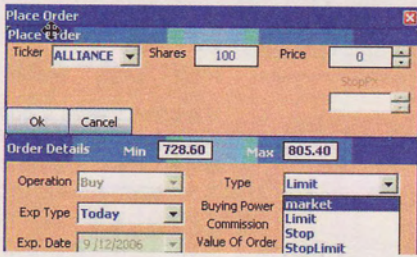 Place Order
Place Order
Ticker ALLIANCE Shares 100 Price 0
StopPx
Ok Cancel
Order Details Min 728.60 Max 805.40
Operation Buy Type Limit
market
Exp Type Today Buying Power Limit
Commission Stop
Exp. Date 9/12/2006 Value Of Order StopLimit